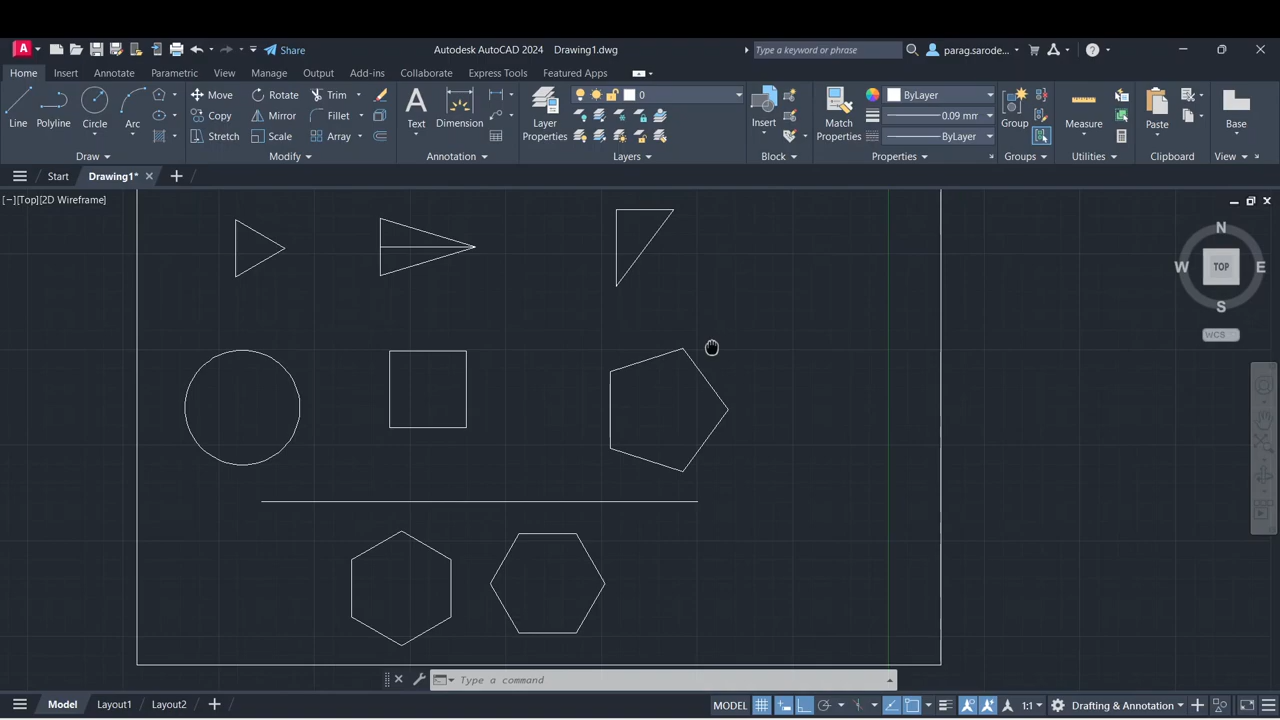 A Share Autodesk AutoCAD 2024 Drawing1.dwg Type a keyword or phrase parag.sarode...
Home Insert Annotate Parametric View Manage Output Add-ins Collaborate Express Tools Featured Apps
Line Polyline Circle Arc Move Rotate Trim Text Dimension Layer Properties 0 Insert Match Properties ByLayer Group Measure Paste Base
Copy Mirror Fillet 0.09 mm
Stretch Scale Array ByLayer
Draw Modify Annotation Layers Block Properties Groups Utilities Clipboard View
Start Drawing1*
[−][Top][2D Wireframe]
N
W TOP E
S
WCS
Type a command
Model Layout1 Layout2 MODEL 1:1 Drafting & Annotation